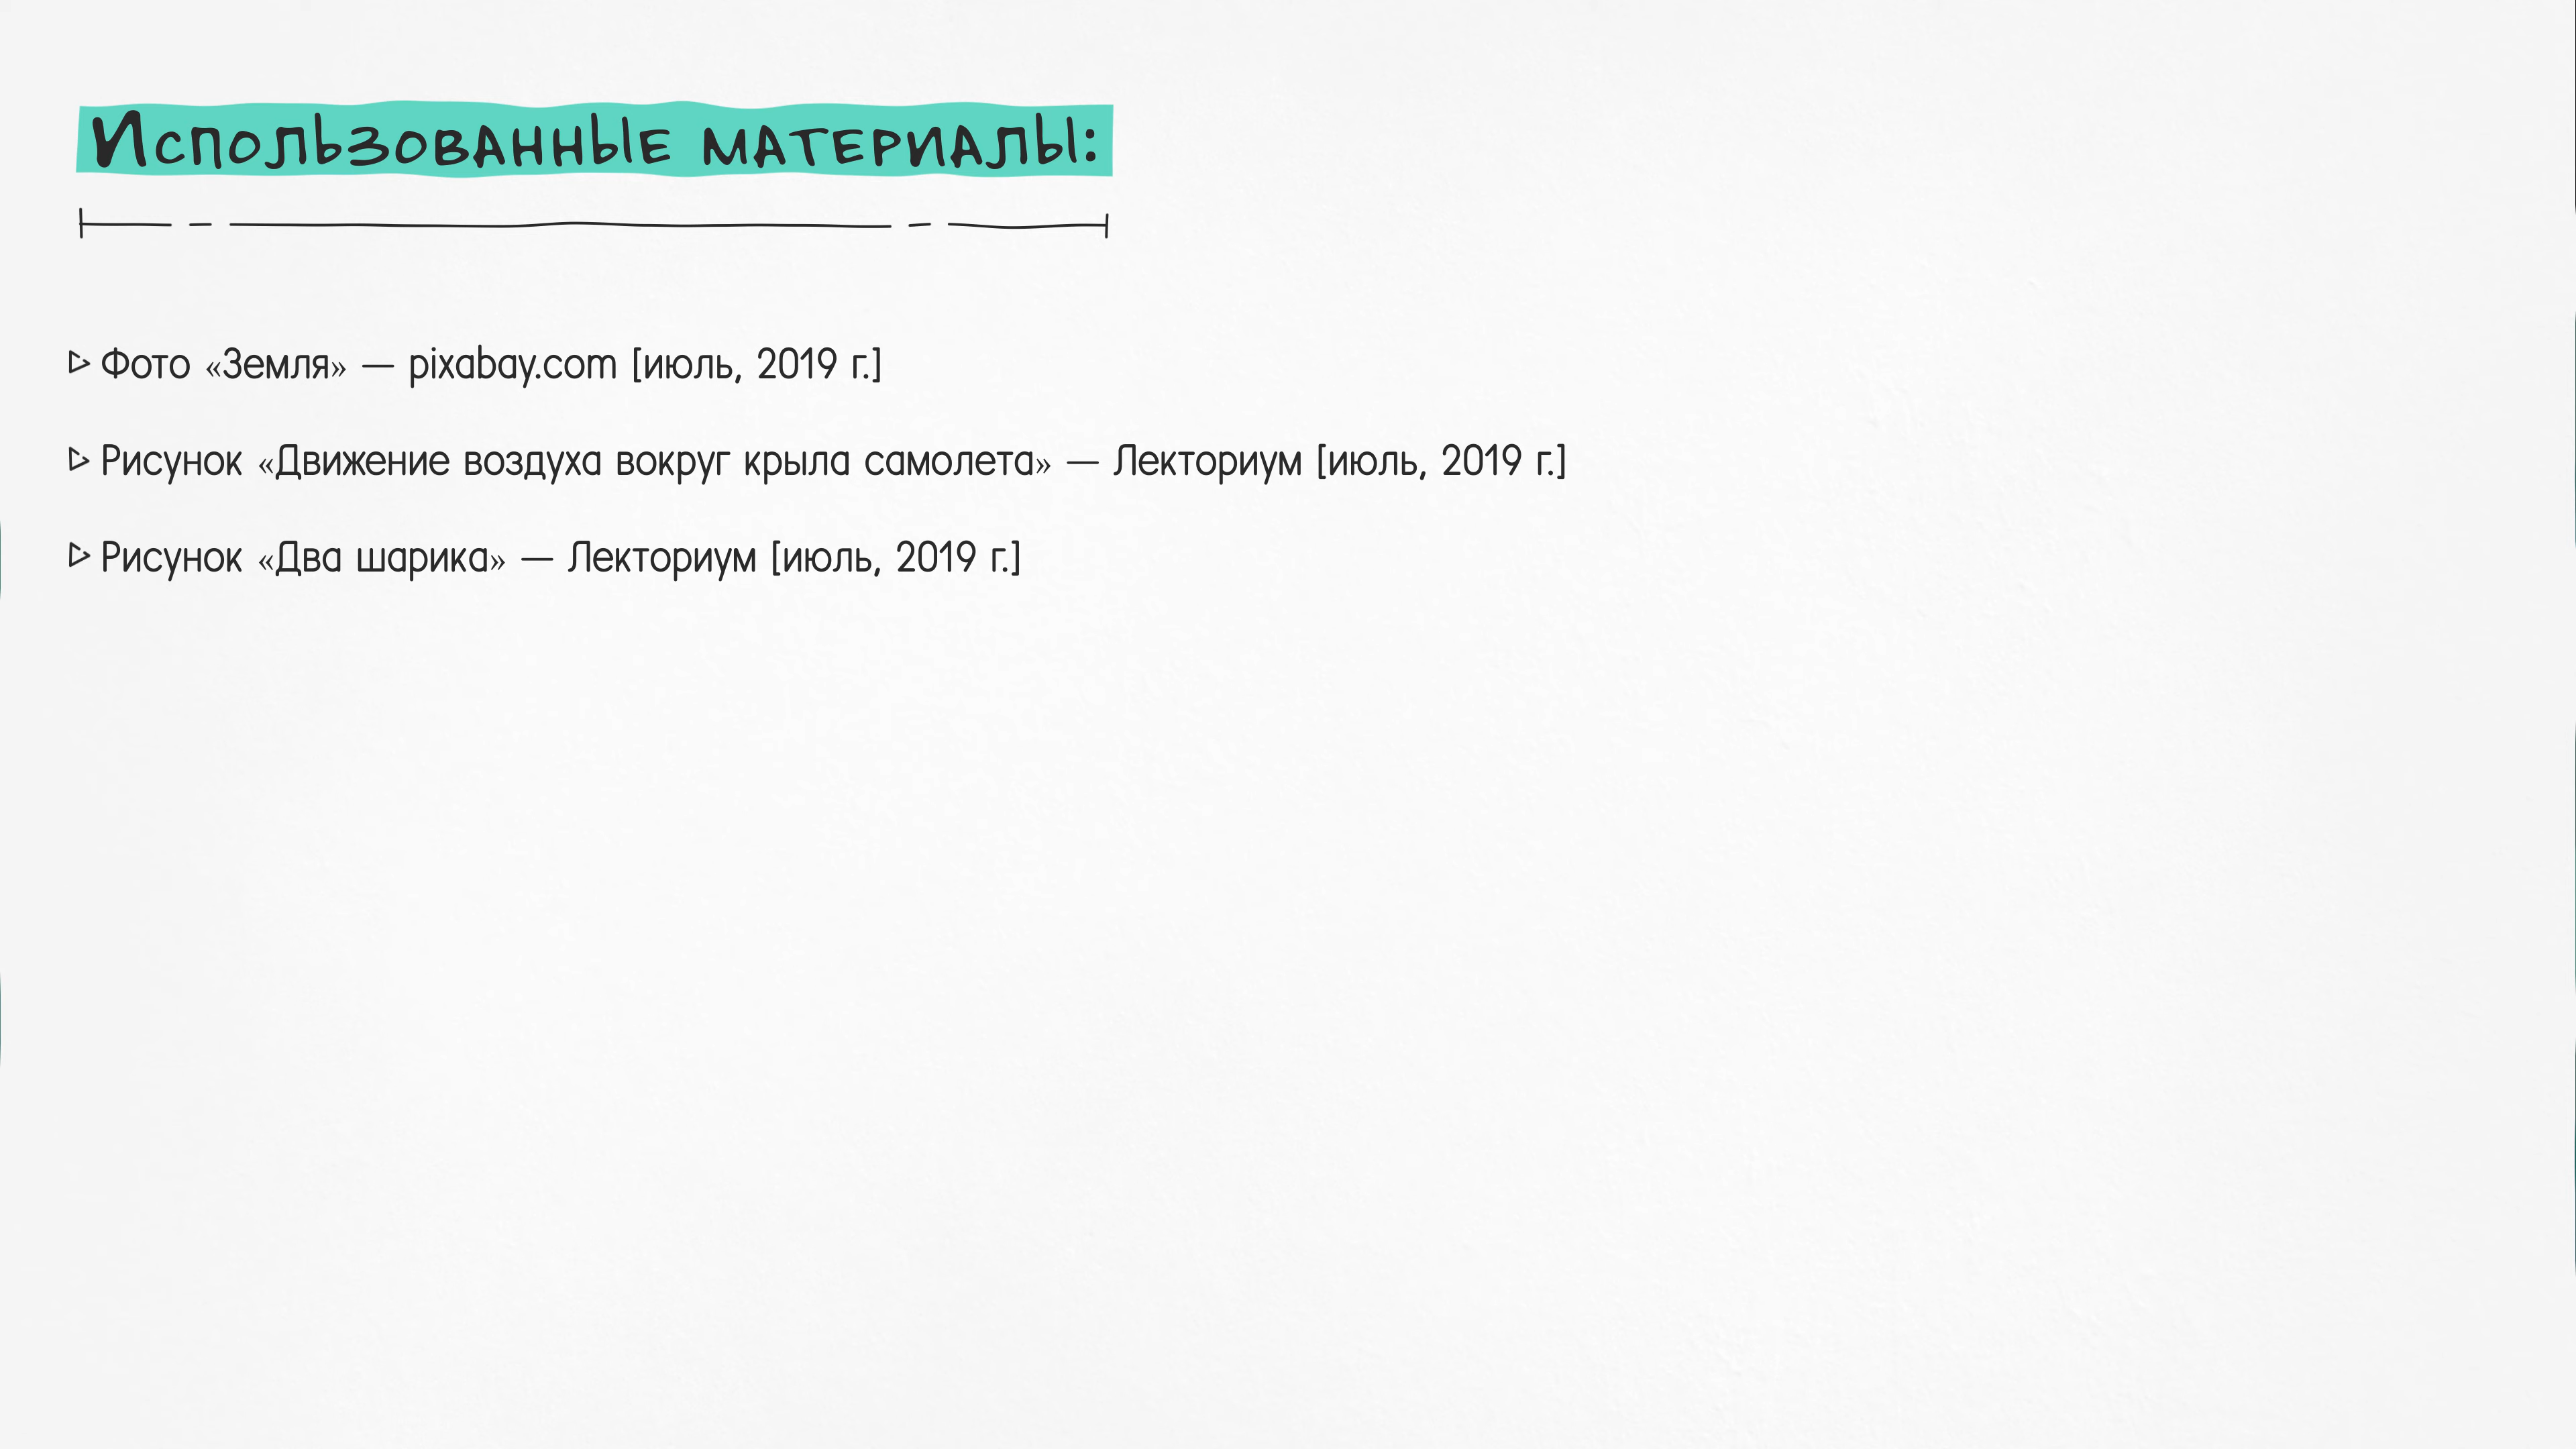 Использованные материалы:
Фото «Земля» — pixabay.com [июль, 2019 г.]
Рисунок «Движение воздуха вокруг крыла самолета» — Лекториум [июль, 2019 г.]
Рисунок «Два шарика» — Лекториум [июль, 2019 г.]